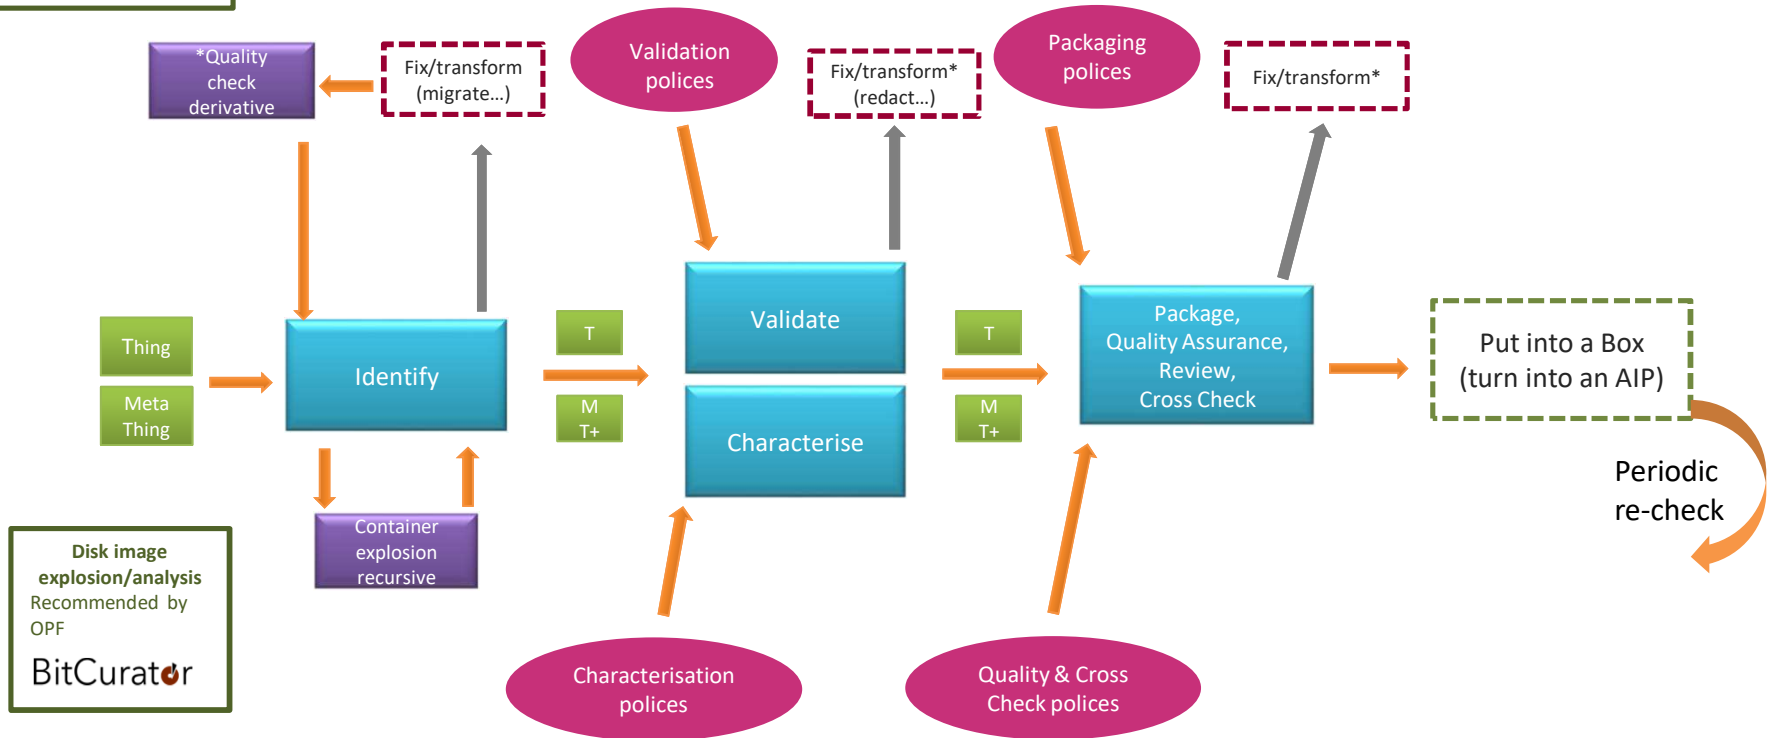 *Quality
check
derivative
Fix/transform
(migrate...)
Validation
polices
Fix/transform*
(redact...)
Packaging
polices
Fix/transform*
Thing
Meta
Thing
Identify
T
M
T+
Validate
Characterise
T
M
T+
Package,
Quality Assurance,
Review,
Cross Check
Put into a Box
(turn into an AIP)
Periodic
re-check
Container
explosion
recursive
Disk image
explosion/analysis
Recommended by
OPF
BitCurator
Characterisation
polices
Quality & Cross
Check polices